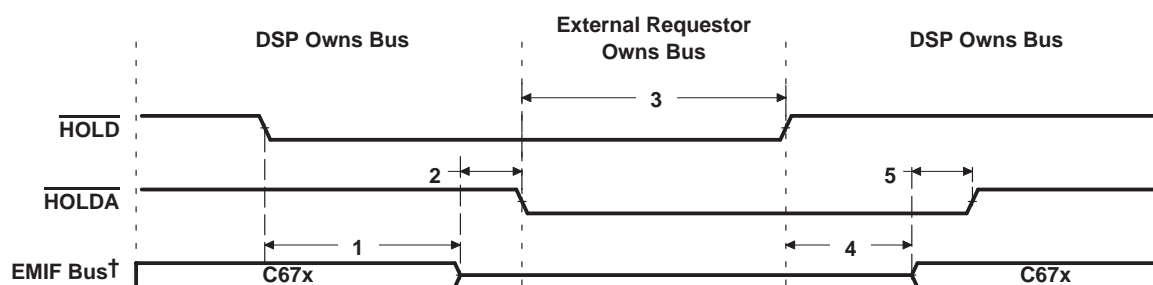 DSP Owns Bus
External Requestor
Owns Bus
DSP Owns Bus
3
HOLD
2
5
HOLDA
1
4
EMIF Bus†
C67x
C67x